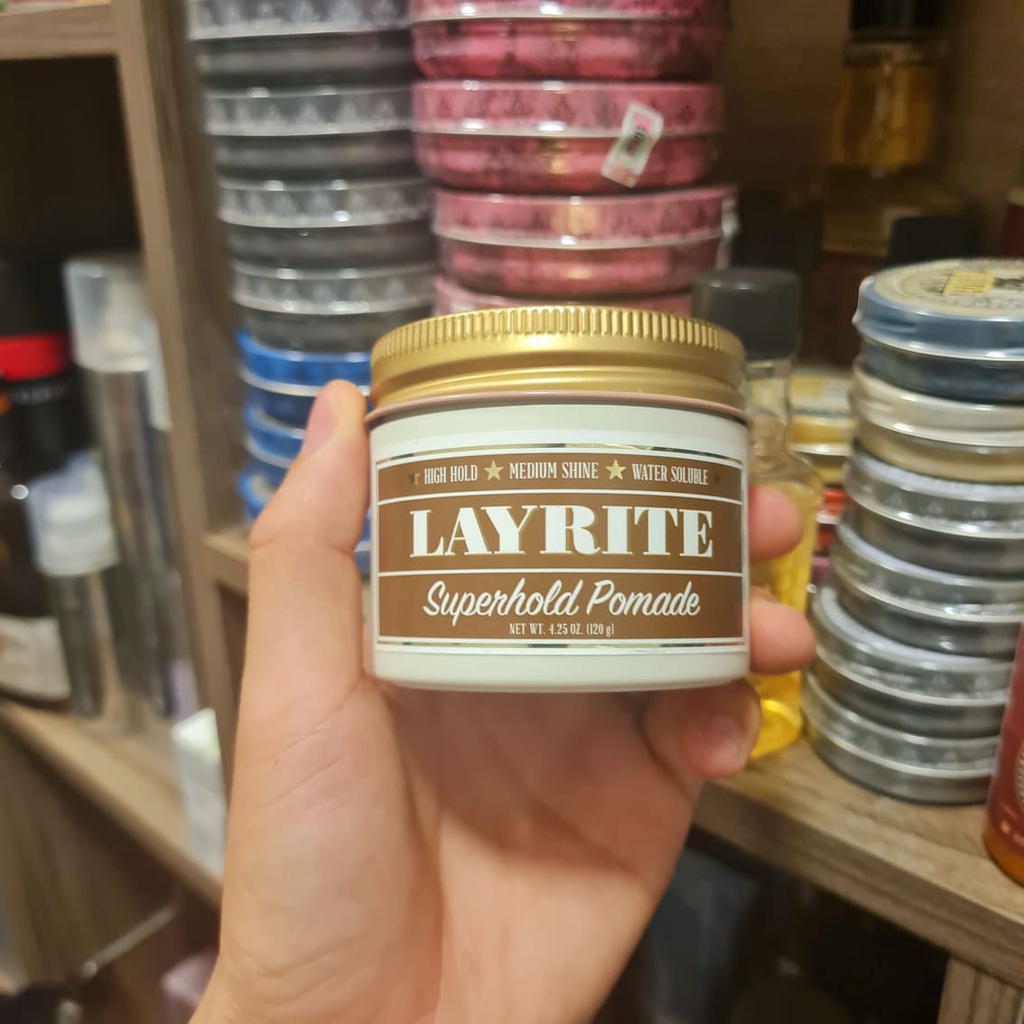 HIGH HOLD ★ MEDIUM SHINE ★ WATER SOLUBLE
LAYRITE
Superhold Pomade
NET WT. 4.25 OZ. (120 g)